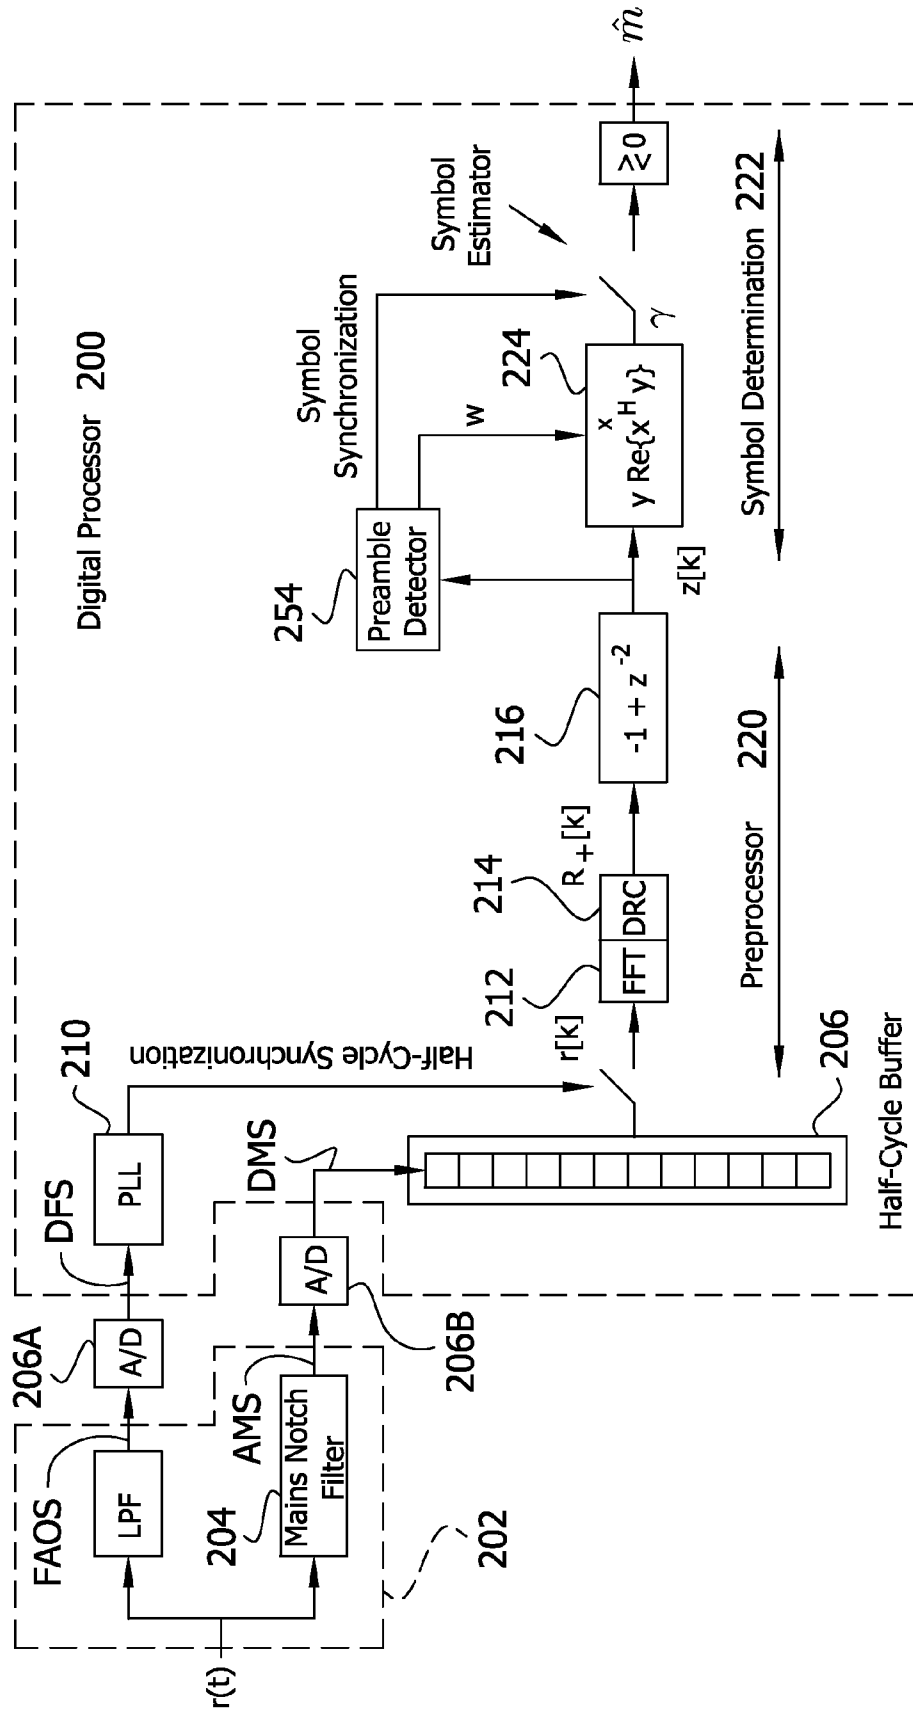 Digital Processor 200
r(t)
202
FAOS
LPF
204
Mains Notch
Filter
AMS
206A
A/D
206B
A/D
DFS
DMS
210
PLL
Half-Cycle Synchronization
206
Half-Cycle Buffer
r[k]
212
FFT
214
DRC
R+[k]
216
-1 + z-2
Preprocessor 220
z[k]
254
Preamble
Detector
w
Symbol
Synchronization
224
x
y Re{xH y}
γ
Symbol
Estimator
≥0
m̂
Symbol Determination 222